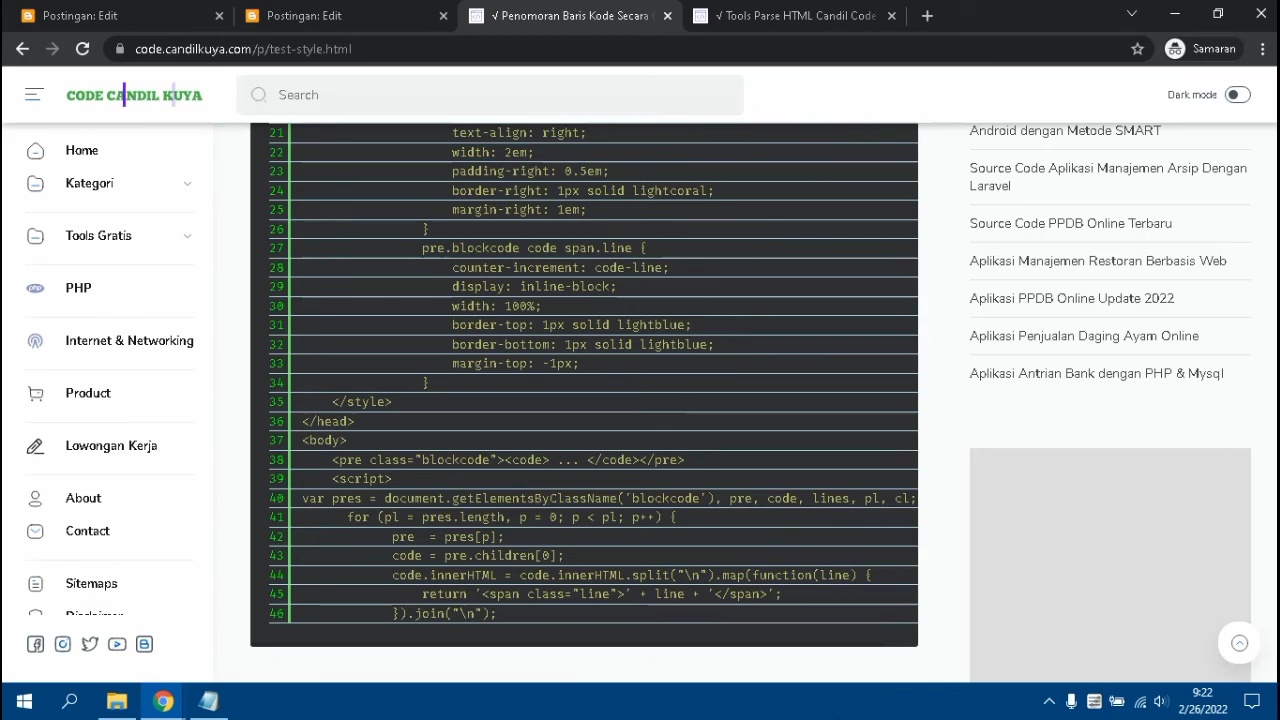 Postingan: Edit
Postingan: Edit
√ Penomoran Baris Kode Secara
√ Tools Parse HTML Candil Code
code.candilkuya.com/p/test-style.html
Samaran
CODE CANDIL KUYA
Search
Dark mode
Home
Kategori
Tools Gratis
PHP
Internet & Networking
Product
Lowongan Kerja
About
Contact
Sitemaps
Disclaimer
21 text-align: right;
22 width: 2em;
23 padding-right: 0.5em;
24 border-right: 1px solid lightcoral;
25 margin-right: 1em;
26 }
27 pre.blockcode code span.line {
28 counter-increment: code-line;
29 display: inline-block;
30 width: 100%;
31 border-top: 1px solid lightblue;
32 border-bottom: 1px solid lightblue;
33 margin-top: -1px;
34 }
35 </style>
36 </head>
37 <body>
38 <pre class="blockcode"><code> ... </code></pre>
39 <script>
40 var pres = document.getElementsByClassName('blockcode'), pre, code, lines, pl, cl;
41 for (pl = pres.length, p = 0; p < pl; p++) {
42 pre  = pres[p];
43 code = pre.children[0];
44 code.innerHTML = code.innerHTML.split("\n").map(function(line) {
45 return '<span class="line">' + line + '</span>';
46 }).join("\n");
Android dengan Metode SMART
Source Code Aplikasi Manajemen Arsip Dengan
Laravel
Source Code PPDB Online Terbaru
Aplikasi Manajemen Restoran Berbasis Web
Aplikasi PPDB Online Update 2022
Aplikasi Penjualan Daging Ayam Online
Aplikasi Antrian Bank dengan PHP & Mysql
9:22
2/26/2022